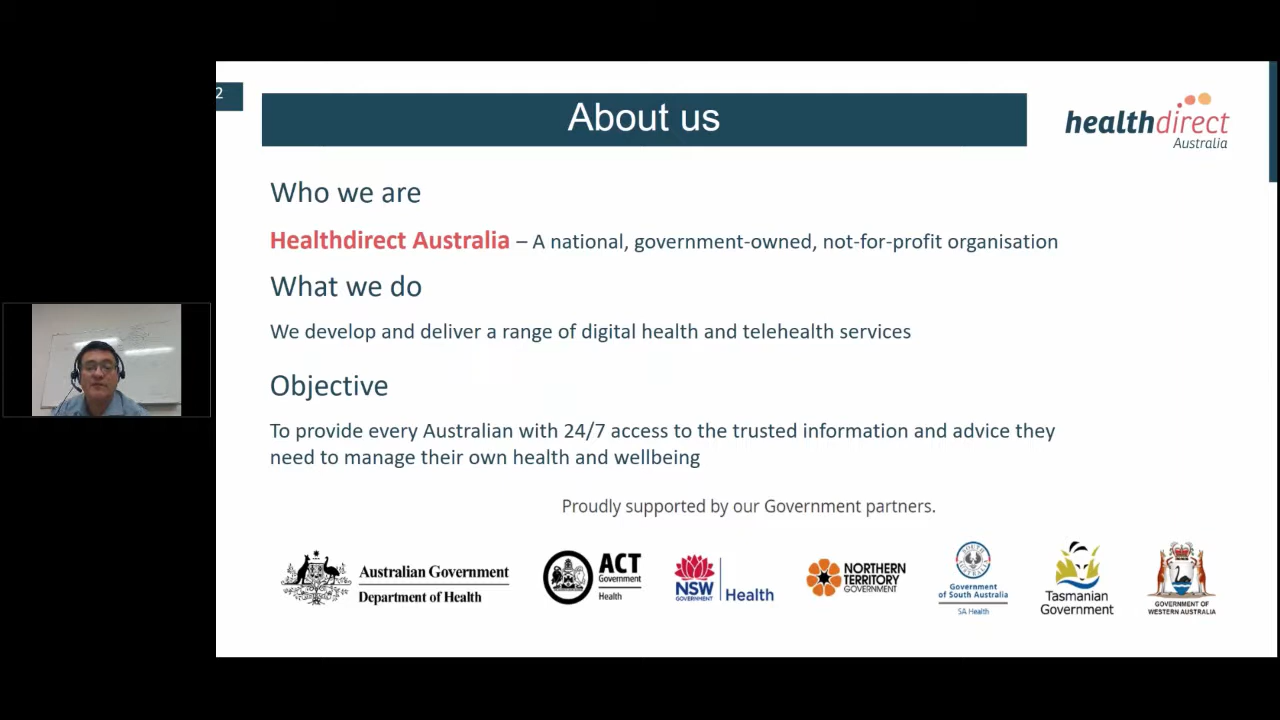 2
About us
healthdirect
Australia
Who we are
Healthdirect Australia – A national, government-owned, not-for-profit organisation
What we do
We develop and deliver a range of digital health and telehealth services
Objective
To provide every Australian with 24/7 access to the trusted information and advice they
need to manage their own health and wellbeing
Proudly supported by our Government partners.
Australian Government
Department of Health
ACT
Government
Health
NSW
GOVERNMENT
Health
NORTHERN
TERRITORY
GOVERNMENT
SOUTH AUSTRALIA
Government
of South Australia
SA Health
Tasmanian
Government
GOVERNMENT OF
WESTERN AUSTRALIA